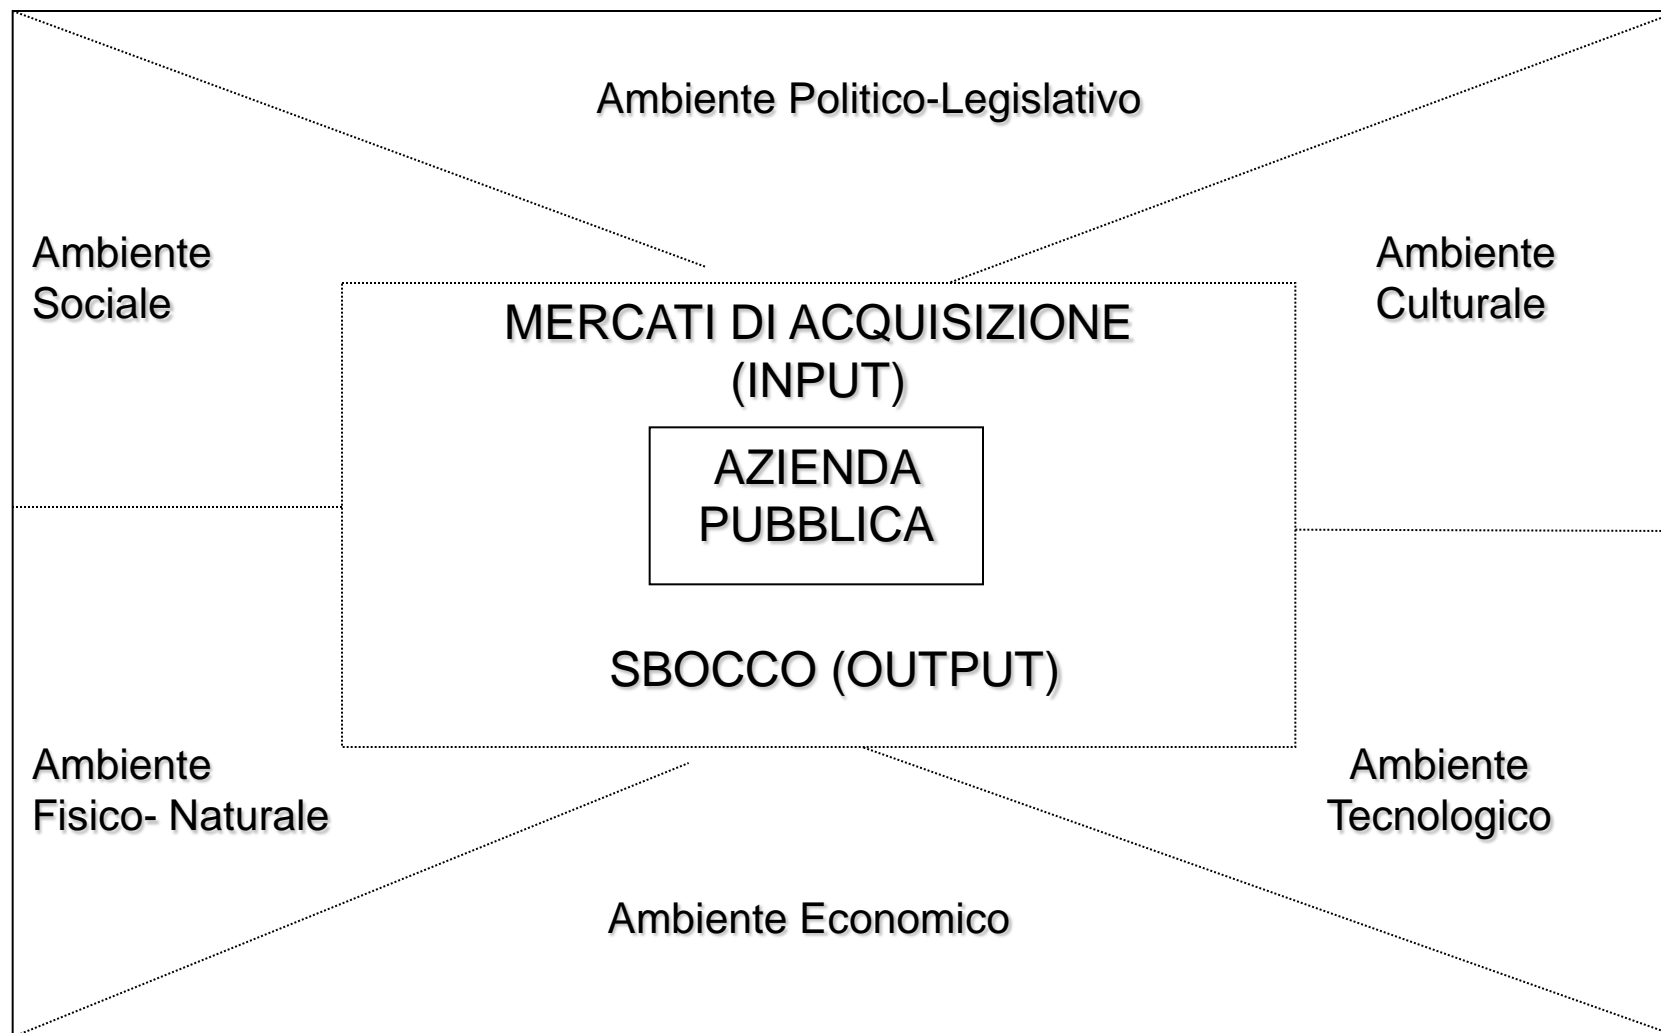 Ambiente Politico-Legislativo
Ambiente
Sociale
Ambiente
Culturale
MERCATI DI ACQUISIZIONE
(INPUT)
AZIENDA
PUBBLICA
SBOCCO (OUTPUT)
Ambiente
Fisico- Naturale
Ambiente
Tecnologico
Ambiente Economico